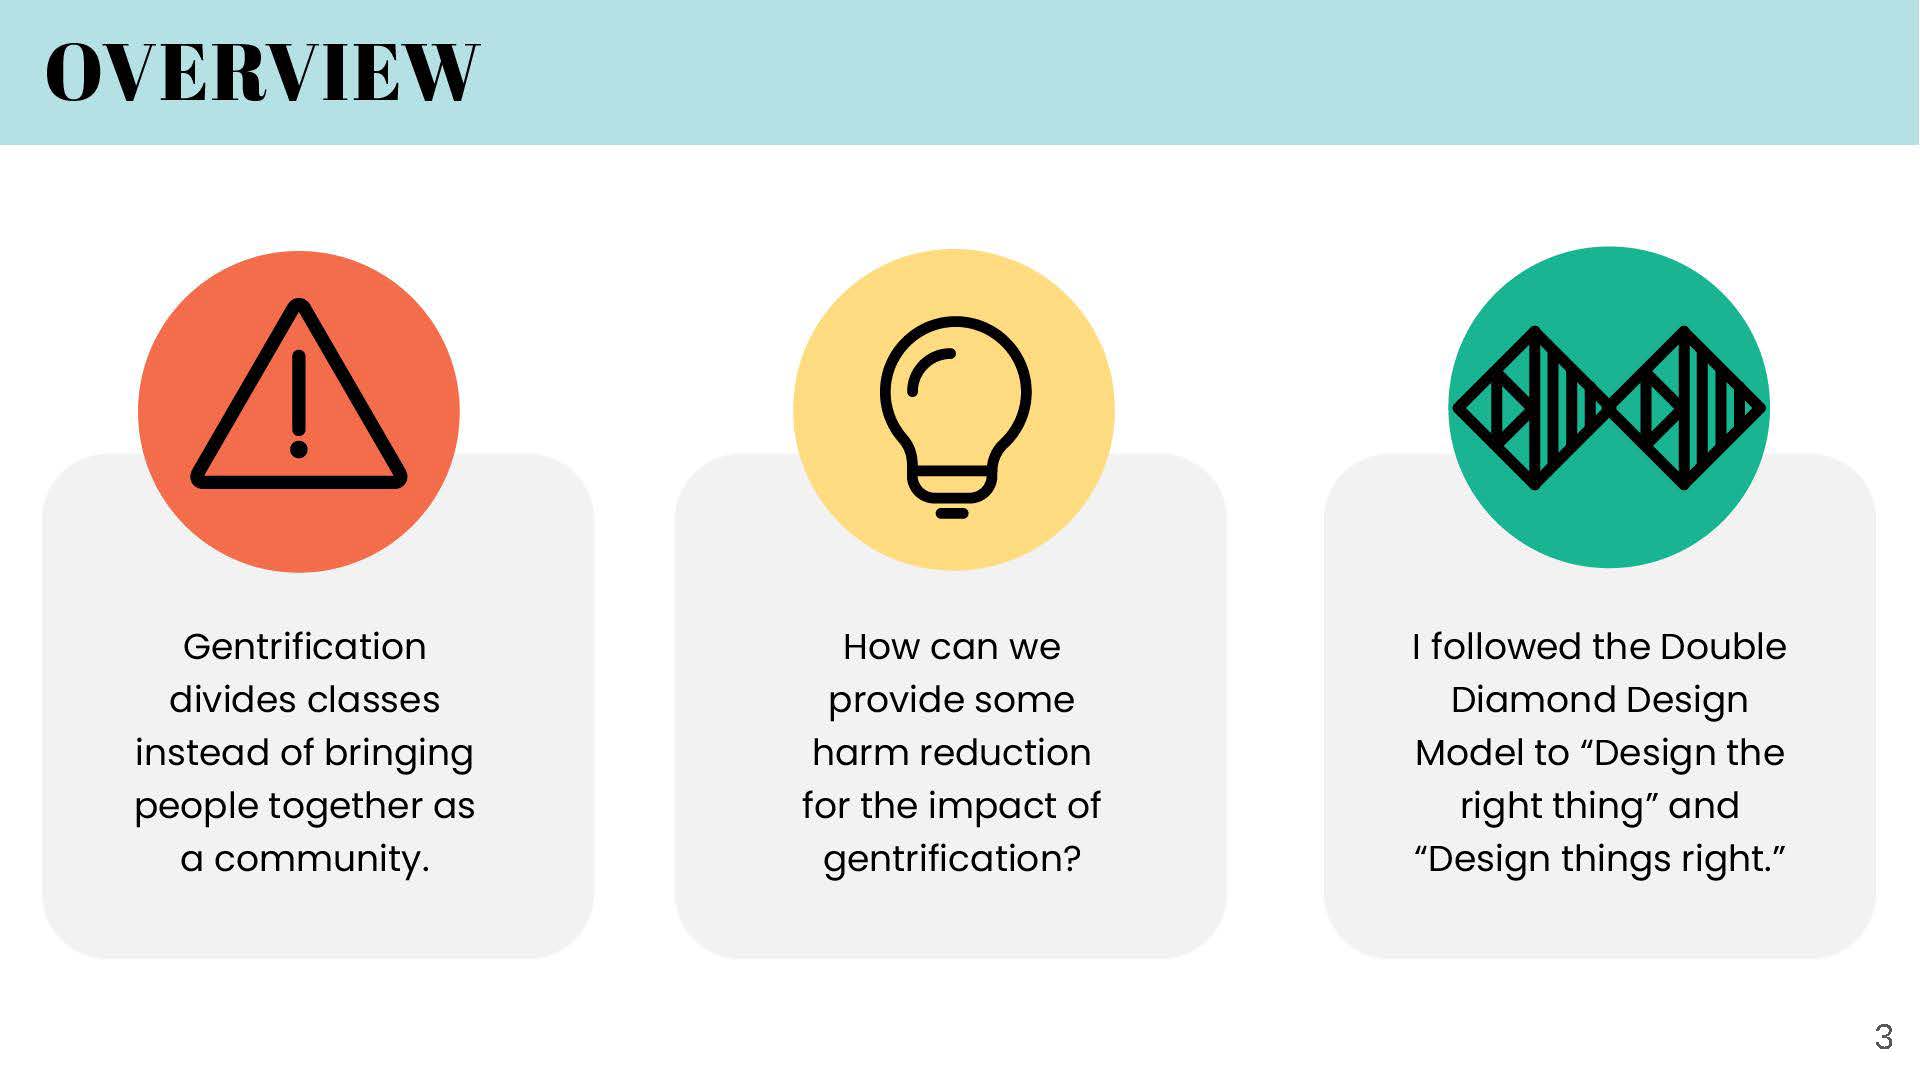 OVERVIEW
Gentrification
divides classes
instead of bringing
people together as
a community.
How can we
provide some
harm reduction
for the impact of
gentrification?
I followed the Double
Diamond Design
Model to “Design the
right thing” and
“Design things right.”
3